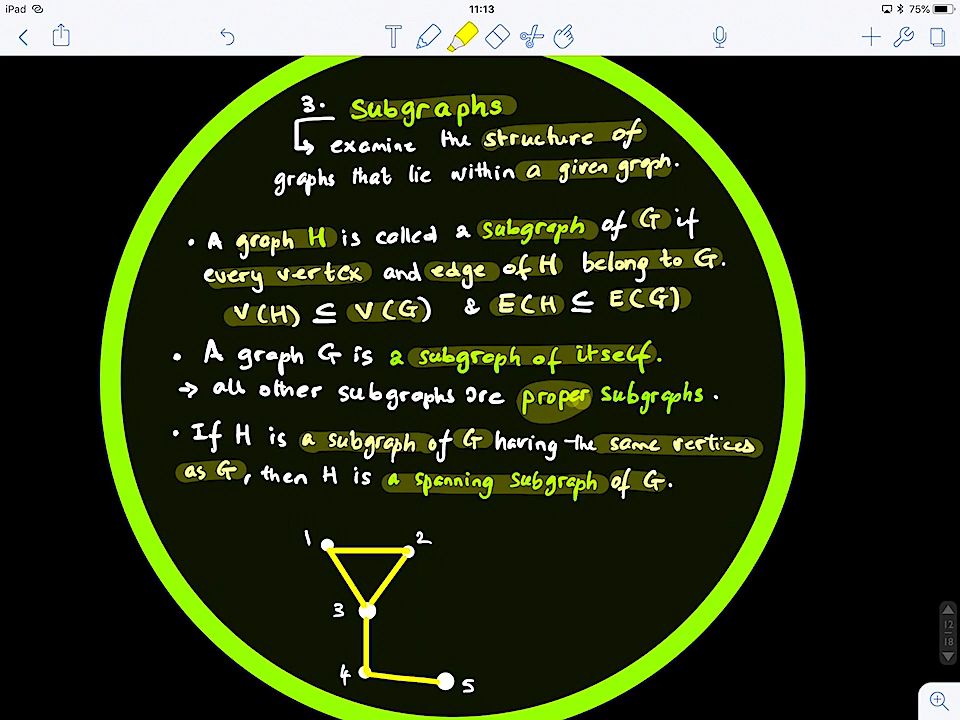 iPad
11:13
75%
T
3. Subgraphs
↳ examine the structure of
graphs that lie within a given graph.
• A graph H is called a subgraph of G if
every vertex and edge of H belong to G.
V(H) ⊆ V(G) & E(H ⊆ E(G)
• A graph G is a subgraph of itself.
→ all other subgraphs are proper subgraphs.
• If H is a subgraph of G having the same vertices
as G, then H is a spanning subgraph of G.
1 2
3
4
5
12
18